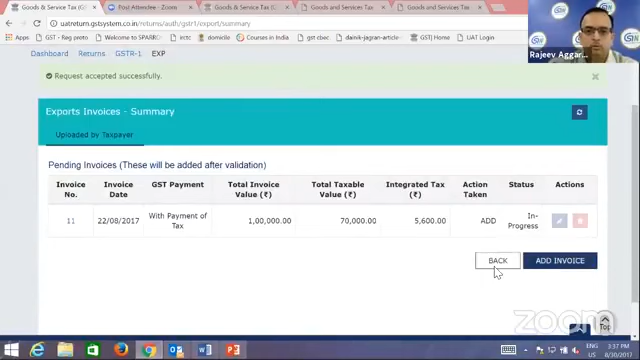 Goods & Service Tax (G
Post Attendee - Zoom
Goods & Service Tax (G
Goods and Services Tax
Goods and Services Tax
uatreturn.gstsystem.co.in/returns/auth/gstr1/export/summary
Welcome to SPARROW
irctc
domicile
Courses in India
gst cbec
dainik-jagran-article-
GST) Home
UAT Login
Rajeev Aggar...
Dashboard
Returns
GSTR-1
EXP
Request accepted successfully.
Exports Invoices - Summary
Uploaded by Taxpayer
Pending Invoices (These will be added after validation)
Invoice No. Invoice Date GST Payment Total Invoice Value (₹) Total Taxable Value (₹) Integrated Tax (₹) Action Taken Status Actions
11 22/08/2017 With Payment of Tax 1,00,000.00 70,000.00 5,600.00 ADD In-Progress
BACK
ADD INVOICE
zoom
Top
ENG
US
3:37 PM
8/30/2017